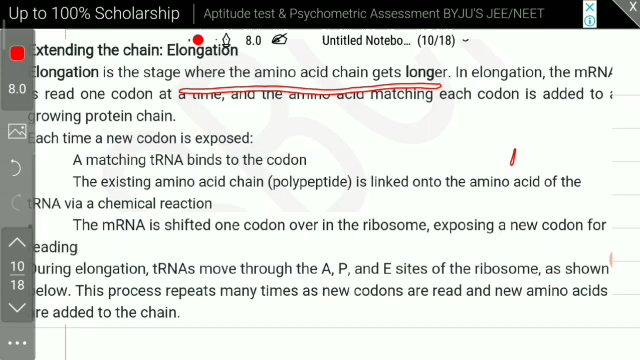 Up to 100% Scholarship Aptitude test & Psychometric Assessment BYJU'S JEE/NEET
8.0 Untitled Notebo... (10/18)
Extending the chain: Elongation
Elongation is the stage where the amino acid chain gets longer. In elongation, the mRNA
8.0
is read one codon at a time, and the amino acid matching each codon is added to a
growing protein chain.
Each time a new codon is exposed:
A matching tRNA binds to the codon
The existing amino acid chain (polypeptide) is linked onto the amino acid of the
tRNA via a chemical reaction
The mRNA is shifted one codon over in the ribosome, exposing a new codon for
reading
10
18
During elongation, tRNAs move through the A, P, and E sites of the ribosome, as shown
below. This process repeats many times as new codons are read and new amino acids
are added to the chain.